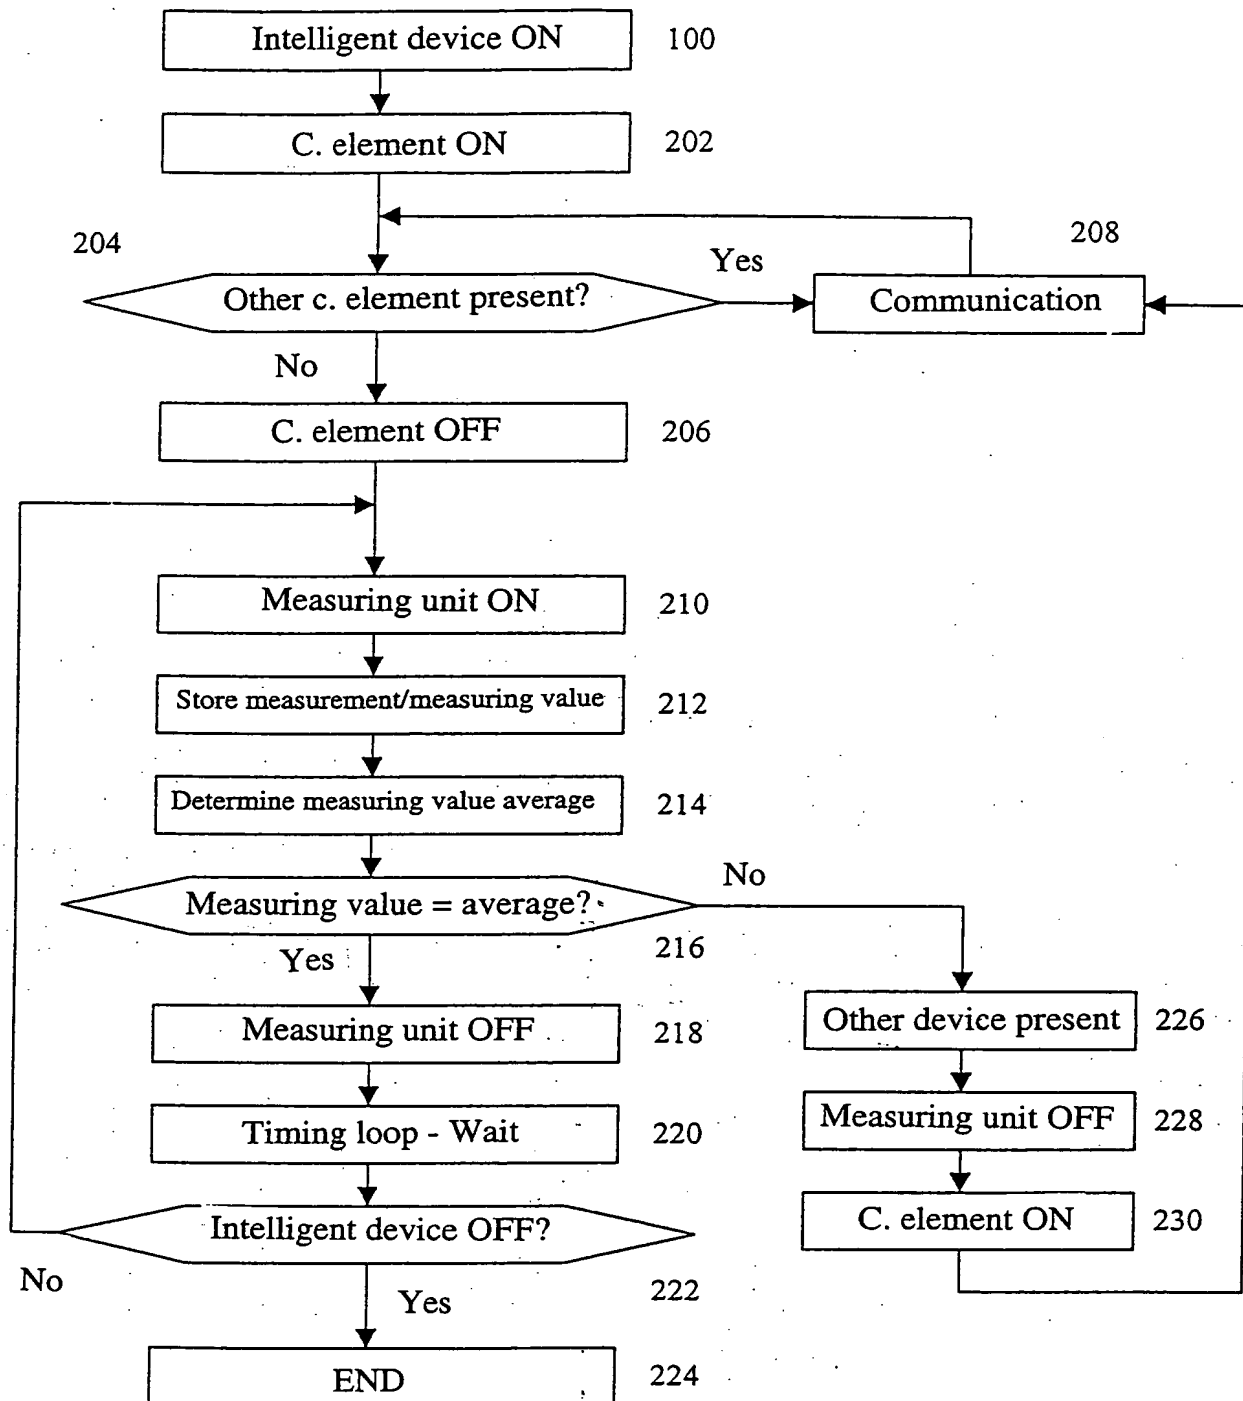 Intelligent device ON 100
C. element ON 202
204
208
Yes
Other c. element present?
Communication
No
C. element OFF 206
Measuring unit ON 210
Store measurement/measuring value 212
Determine measuring value average 214
No
Measuring value = average?
216
Yes
Measuring unit OFF 218
Other device present 226
Timing loop - Wait 220
Measuring unit OFF 228
Intelligent device OFF?
C. element ON 230
No
222
Yes
END 224